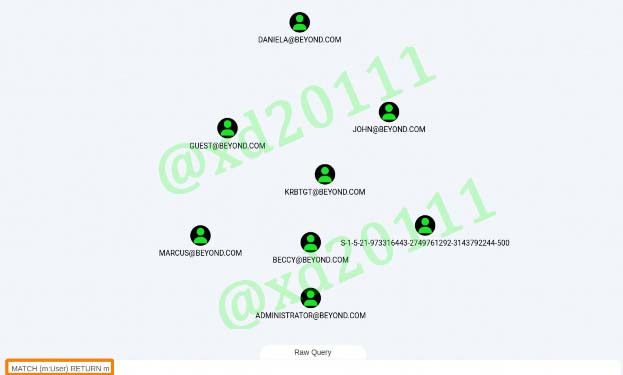 DANIELA@BEYOND.COM
@xd20111
JOHN@BEYOND.COM
GUEST@BEYOND.COM
KRBTGT@BEYOND.COM
@xd20111
S-1-5-21-973316443-2749761292-3143792244-500
MARCUS@BEYOND.COM
BECCY@BEYOND.COM
ADMINISTRATOR@BEYOND.COM
Raw Query
MATCH (m:User) RETURN m